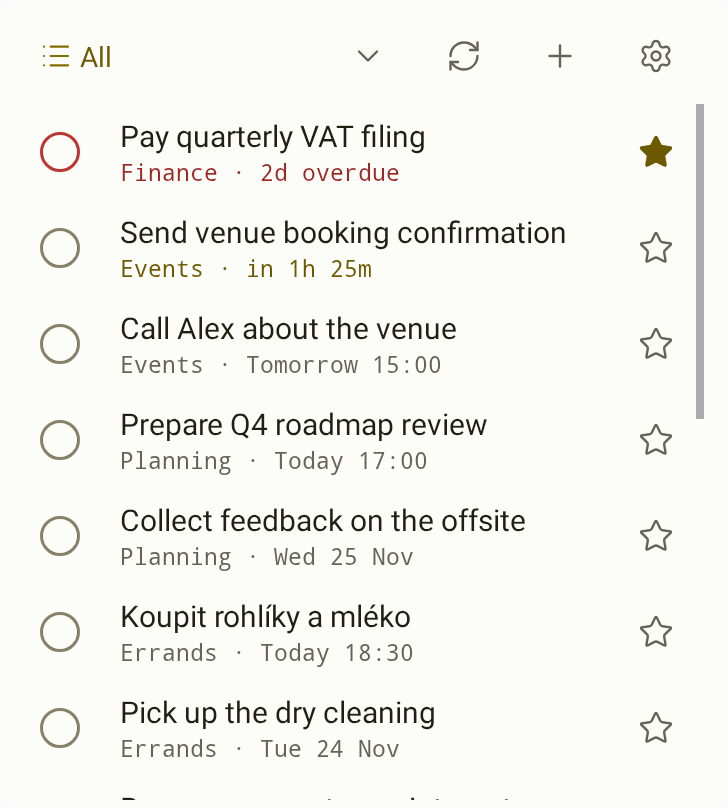 All
Pay quarterly VAT filing
Finance · 2d overdue
Send venue booking confirmation
Events · in 1h 25m
Call Alex about the venue
Events · Tomorrow 15:00
Prepare Q4 roadmap review
Planning · Today 17:00
Collect feedback on the offsite
Planning · Wed 25 Nov
Koupit rohlíky a mléko
Errands · Today 18:30
Pick up the dry cleaning
Errands · Tue 24 Nov